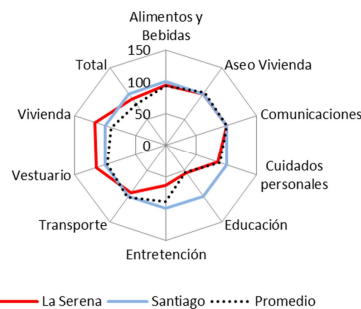 Alimentos y
Bebidas
150
100
50
0
Aseo Vivienda
Comunicaciones
Cuidados
personales
Educación
Entretención
Transporte
Vestuario
Vivienda
Total
La Serena Santiago Promedio